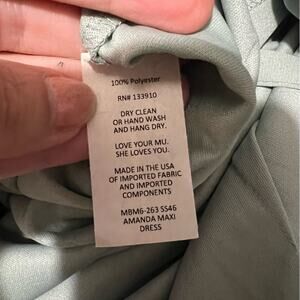 100% Polyester
RN# 133910
DRY CLEAN
OR HAND WASH
AND HANG DRY.
LOVE YOUR MU.
SHE LOVES YOU.
MADE IN THE USA
OF IMPORTED FABRIC
AND IMPORTED
COMPONENTS
MBM6-263 SS46
AMANDA MAXI
DRESS